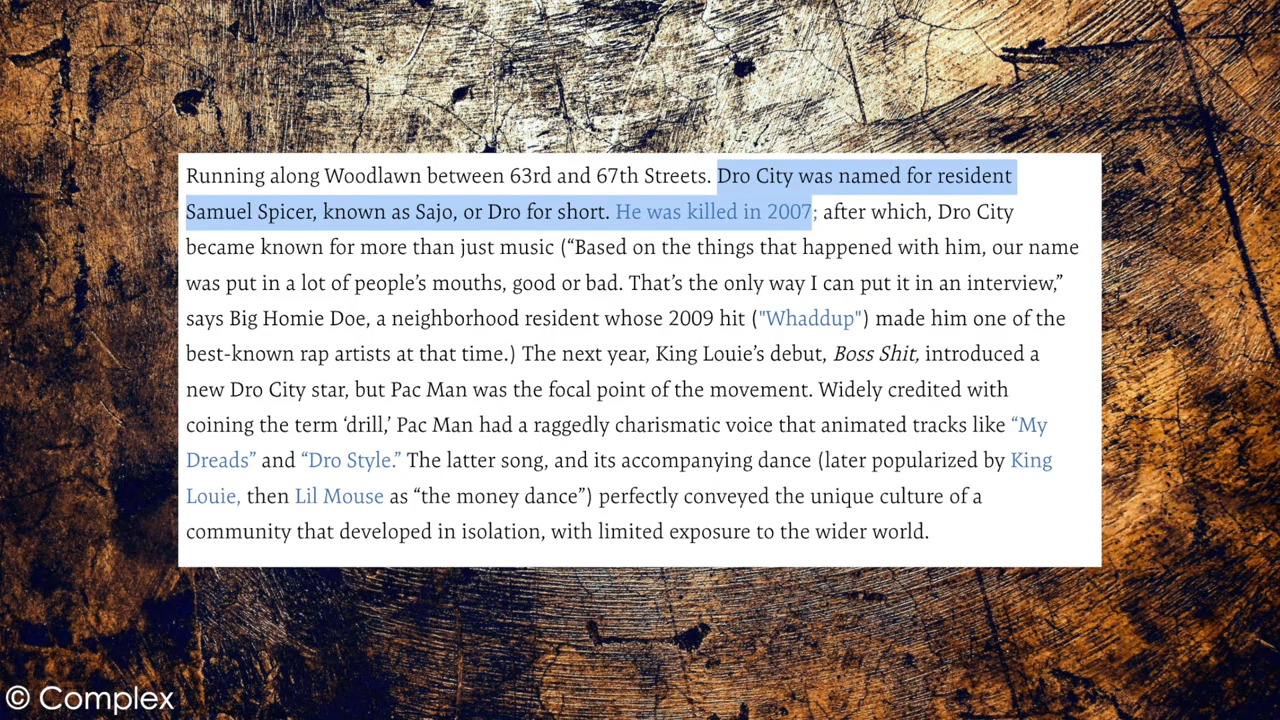 Running along Woodlawn between 63rd and 67th Streets. Dro City was named for resident
Samuel Spicer, known as Sajo, or Dro for short. He was killed in 2007; after which, Dro City
became known for more than just music (“Based on the things that happened with him, our name
was put in a lot of people’s mouths, good or bad. That’s the only way I can put it in an interview,”
says Big Homie Doe, a neighborhood resident whose 2009 hit ("Whaddup") made him one of the
best-known rap artists at that time.) The next year, King Louie’s debut, Boss Shit, introduced a
new Dro City star, but Pac Man was the focal point of the movement. Widely credited with
coining the term ‘drill,’ Pac Man had a raggedly charismatic voice that animated tracks like “My
Dreads” and “Dro Style.” The latter song, and its accompanying dance (later popularized by King
Louie, then Lil Mouse as “the money dance”) perfectly conveyed the unique culture of a
community that developed in isolation, with limited exposure to the wider world.
© Complex